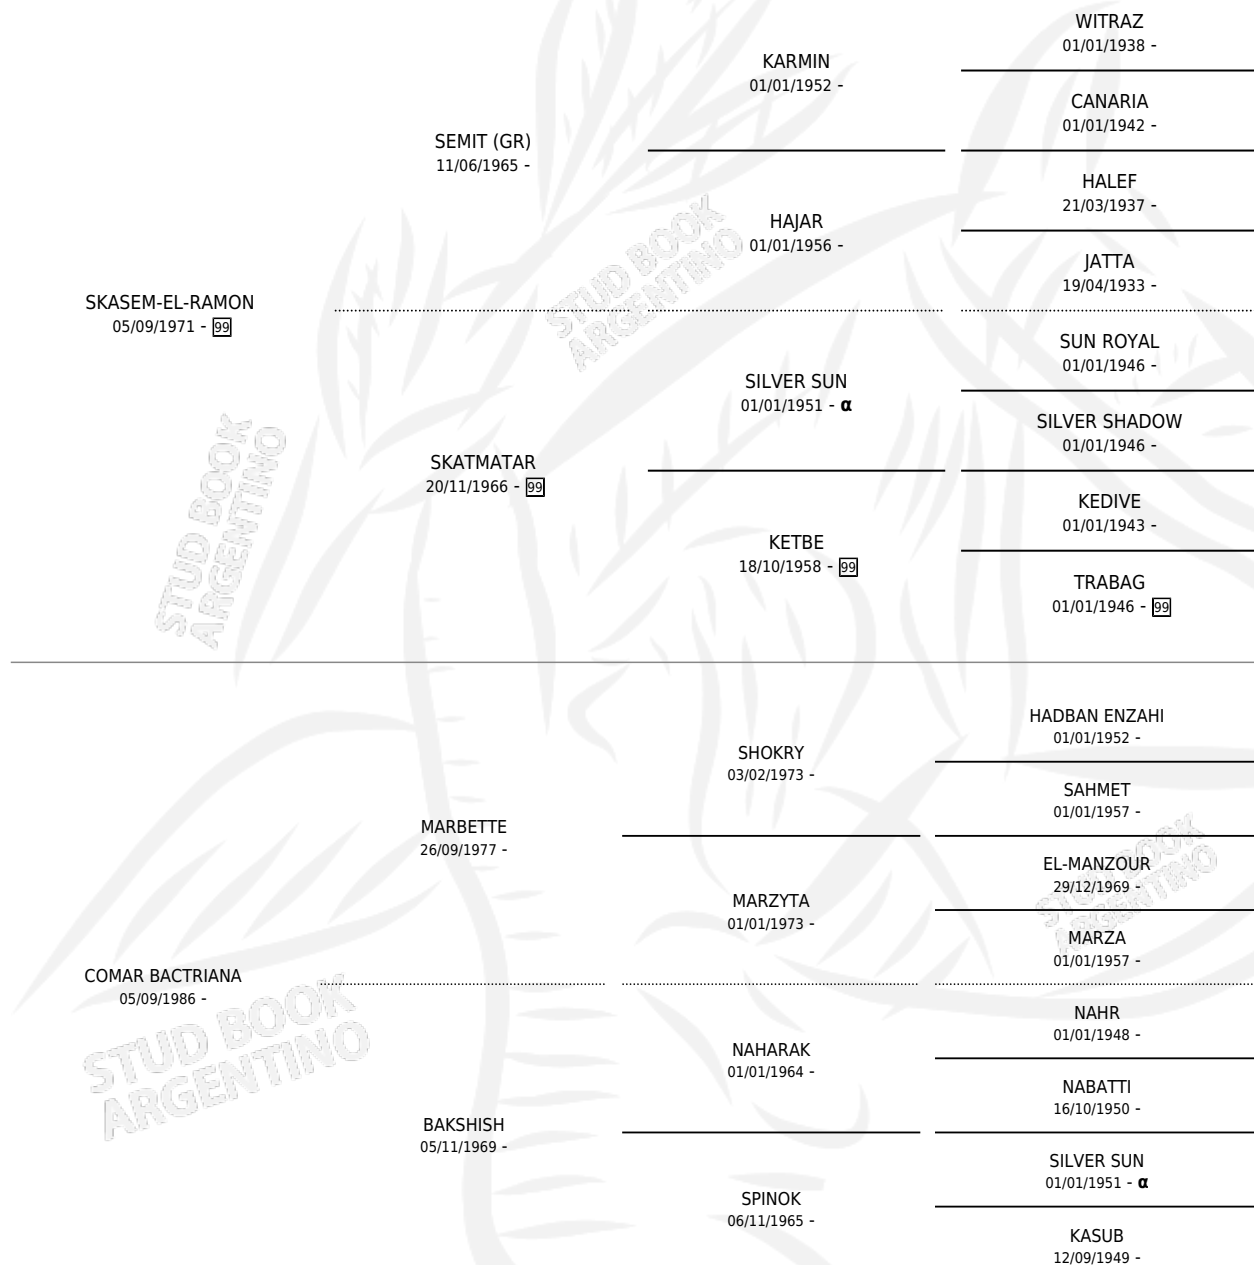 WITRAZ
01/01/1938 -
KARMIN
01/01/1952 -
CANARIA
01/01/1942 -
SEMIT (GR)
11/06/1965 -
HALEF
21/03/1937 -
HAJAR
01/01/1956 -
JATTA
19/04/1933 -
STUD BOOK
ARGENTINO
SKASEM-EL-RAMON
05/09/1971 - 99
SUN ROYAL
01/01/1946 -
SILVER SUN
01/01/1951 - α
SILVER SHADOW
01/01/1946 -
SKATMATAR
20/11/1966 - 99
KEDIVE
01/01/1943 -
KETBE
18/10/1958 - 99
TRABAG
01/01/1946 - 99
STUD BOOK
ARGENTINO
HADBAN ENZAHI
01/01/1952 -
SHOKRY
03/02/1973 -
SAHMET
01/01/1957 -
MARBETTE
26/09/1977 -
EL-MANZOUR
29/12/1969 -
MARZYTA
01/01/1973 -
MARZA
01/01/1957 -
STUD BOOK
ARGENTINO
COMAR BACTRIANA
05/09/1986 -
NAHR
01/01/1948 -
NAHARAK
01/01/1964 -
NABATTI
16/10/1950 -
STUD BOOK
ARGENTINO
BAKSHISH
05/11/1969 -
SILVER SUN
01/01/1951 - α
SPINOK
06/11/1965 -
KASUB
12/09/1949 -